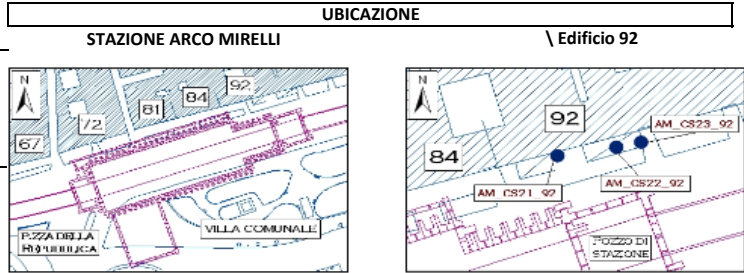 UBICAZIONE
STAZIONE ARCO MIRELLI
\ Edificio 92
N
92
84
81
72
67
VILLA COMUNALE
P.ZZA DELLA
REPUBBLICA
N
92
84
AM_CS23_92
AM_CS22_92
AM_CS21_92
POZZO DI
STAZIONE